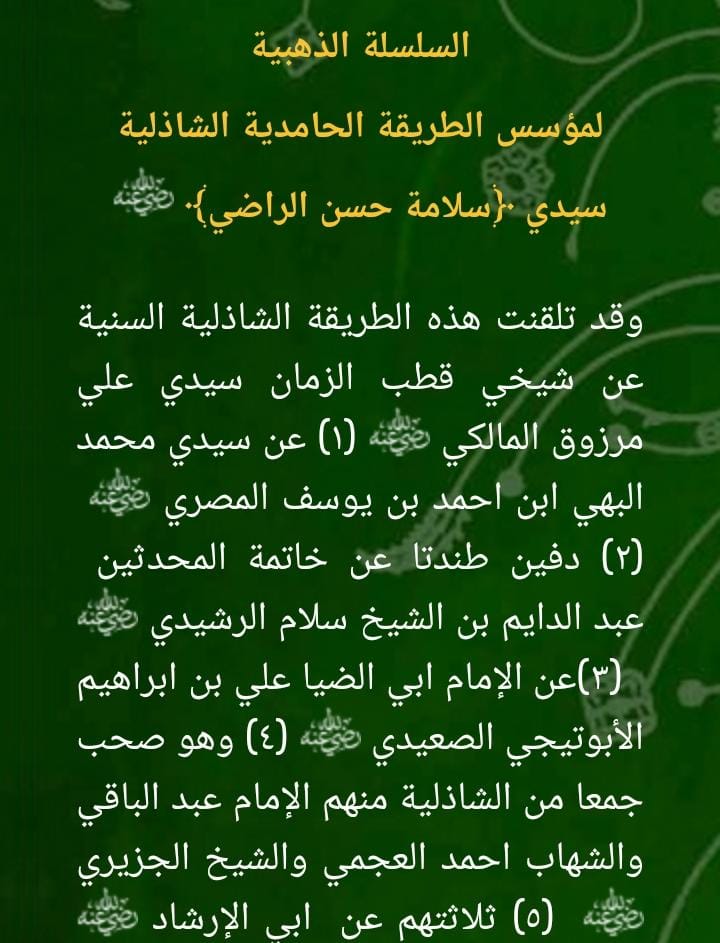 السلسلة الذهبية
لمؤسس الطريقة الحامدية الشاذلية
سيدي ·{سلامة حسن الراضي}· رضي الله عنه
وقد تلقنت هذه الطريقة الشاذلية السنية
عن شيخي قطب الزمان سيدي علي
مرزوق المالكي رضي الله عنه (١) عن سيدي محمد
البهي ابن احمد بن يوسف المصري رضي الله عنه
(٢) دفين طندتا عن خاتمة المحدثين
عبد الدايم بن الشيخ سلام الرشيدي رضي الله عنه
(٣)عن الإمام ابي الضيا علي بن ابراهيم
الأبوتيجي الصعيدي رضي الله عنه (٤) وهو صحب
جمعا من الشاذلية منهم الإمام عبد الباقي
والشهاب احمد العجمي والشيخ الجزيري
رضي الله عنه (٥) ثلاثتهم عن ابي الإرشاد رضي الله عنه